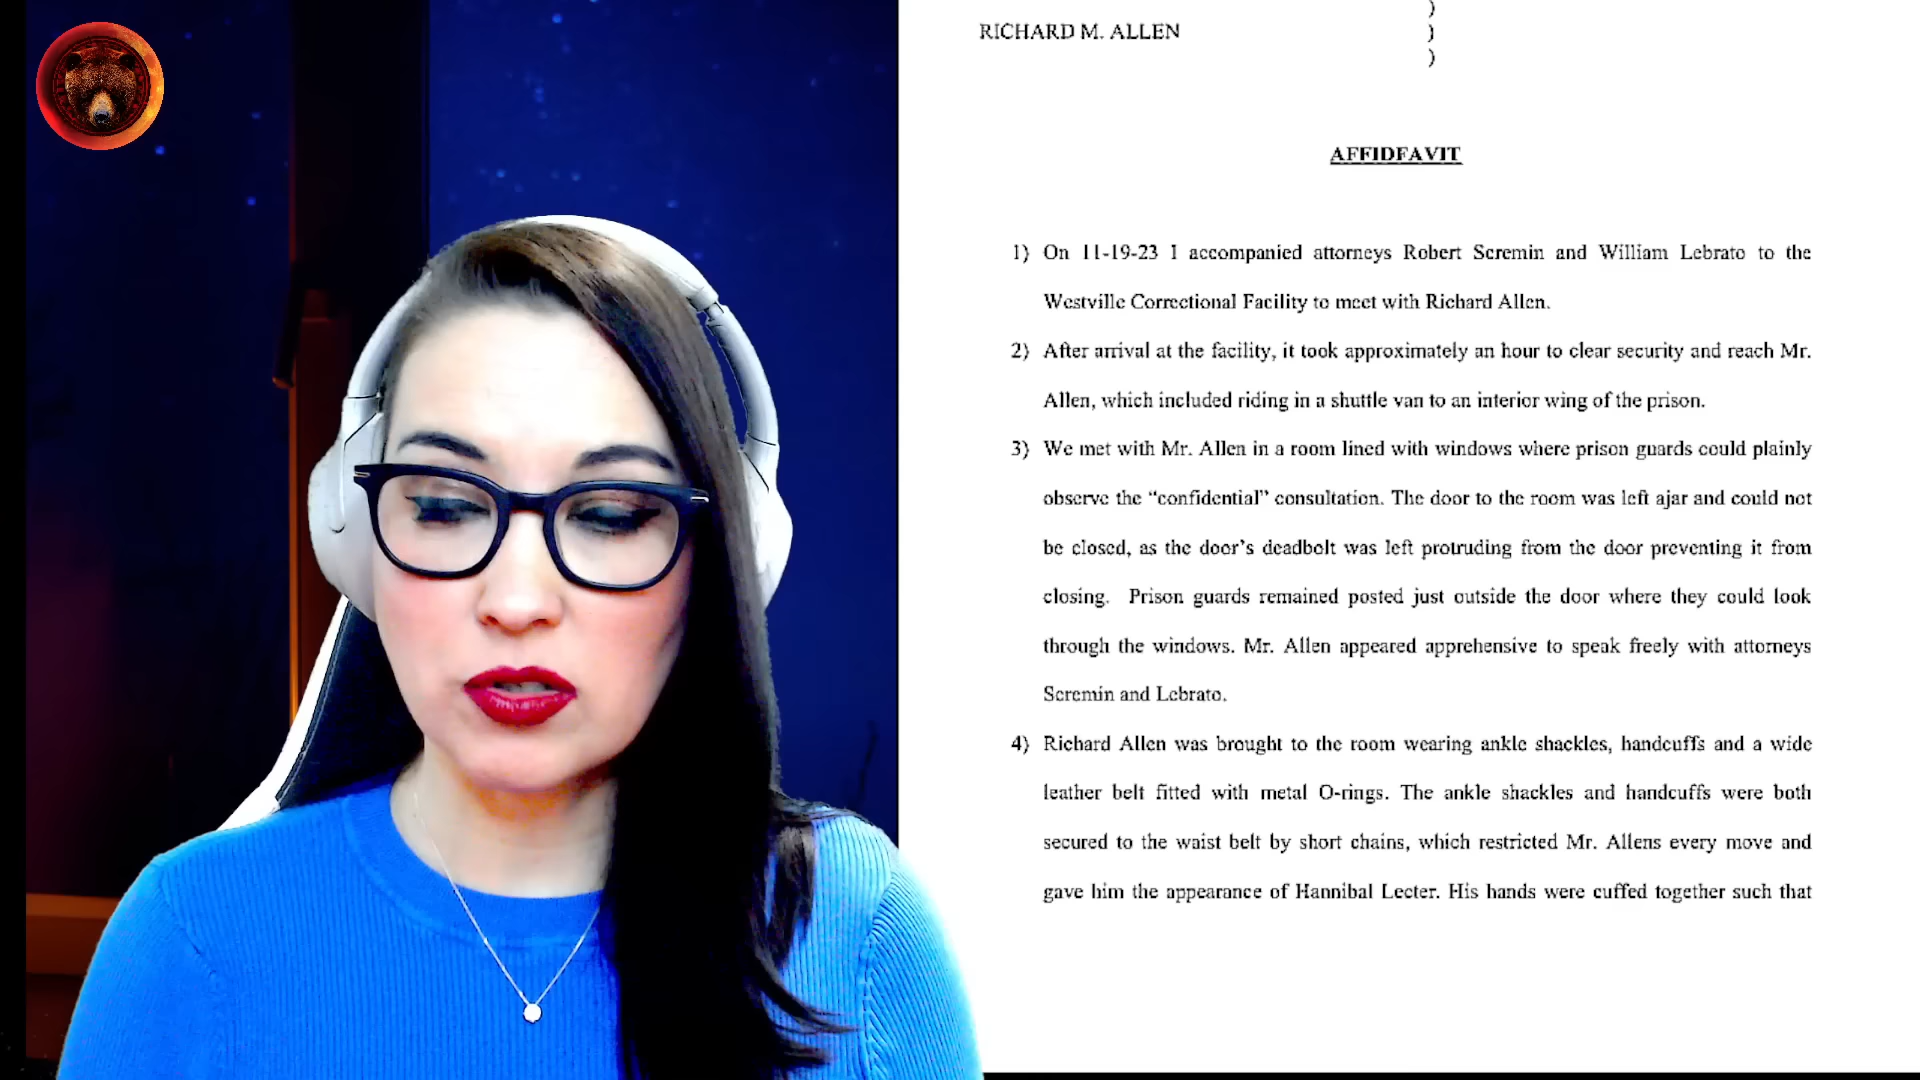 RICHARD M. ALLEN )
)
)
AFFIDFAVIT
1) On 11-19-23 I accompanied attorneys Robert Scremin and William Lebrato to the
Westville Correctional Facility to meet with Richard Allen.
2) After arrival at the facility, it took approximately an hour to clear security and reach Mr.
Allen, which included riding in a shuttle van to an interior wing of the prison.
3) We met with Mr. Allen in a room lined with windows where prison guards could plainly
observe the “confidential” consultation. The door to the room was left ajar and could not
be closed, as the door’s deadbolt was left protruding from the door preventing it from
closing. Prison guards remained posted just outside the door where they could look
through the windows. Mr. Allen appeared apprehensive to speak freely with attorneys
Scremin and Lebrato.
4) Richard Allen was brought to the room wearing ankle shackles, handcuffs and a wide
leather belt fitted with metal O-rings. The ankle shackles and handcuffs were both
secured to the waist belt by short chains, which restricted Mr. Allens every move and
gave him the appearance of Hannibal Lecter. His hands were cuffed together such that